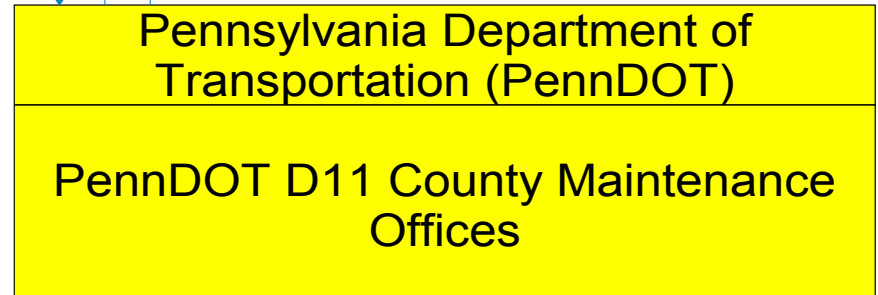 Pennsylvania Department of
Transportation (PennDOT)
PennDOT D11 County Maintenance
Offices